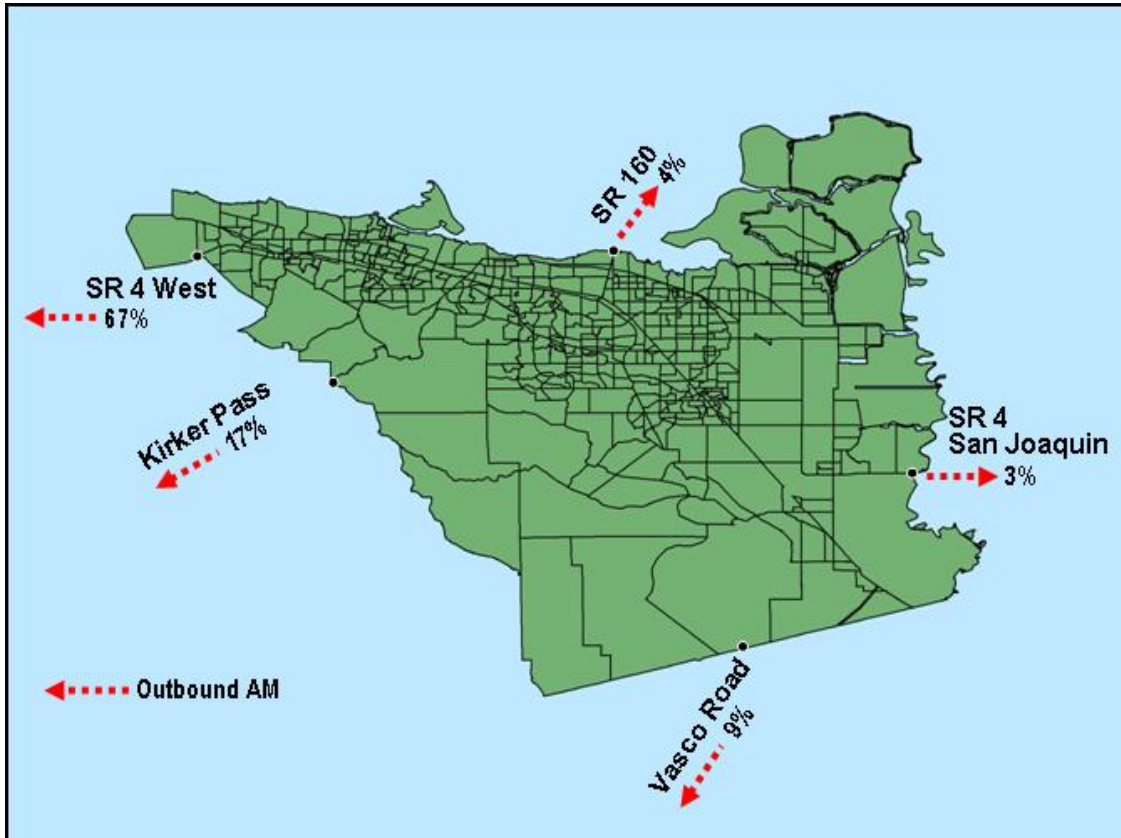 SR 160
4%
SR 4 West
67%
Kirker Pass
17%
SR 4
San Joaquin
3%
Outbound AM
Vasco Road
9%